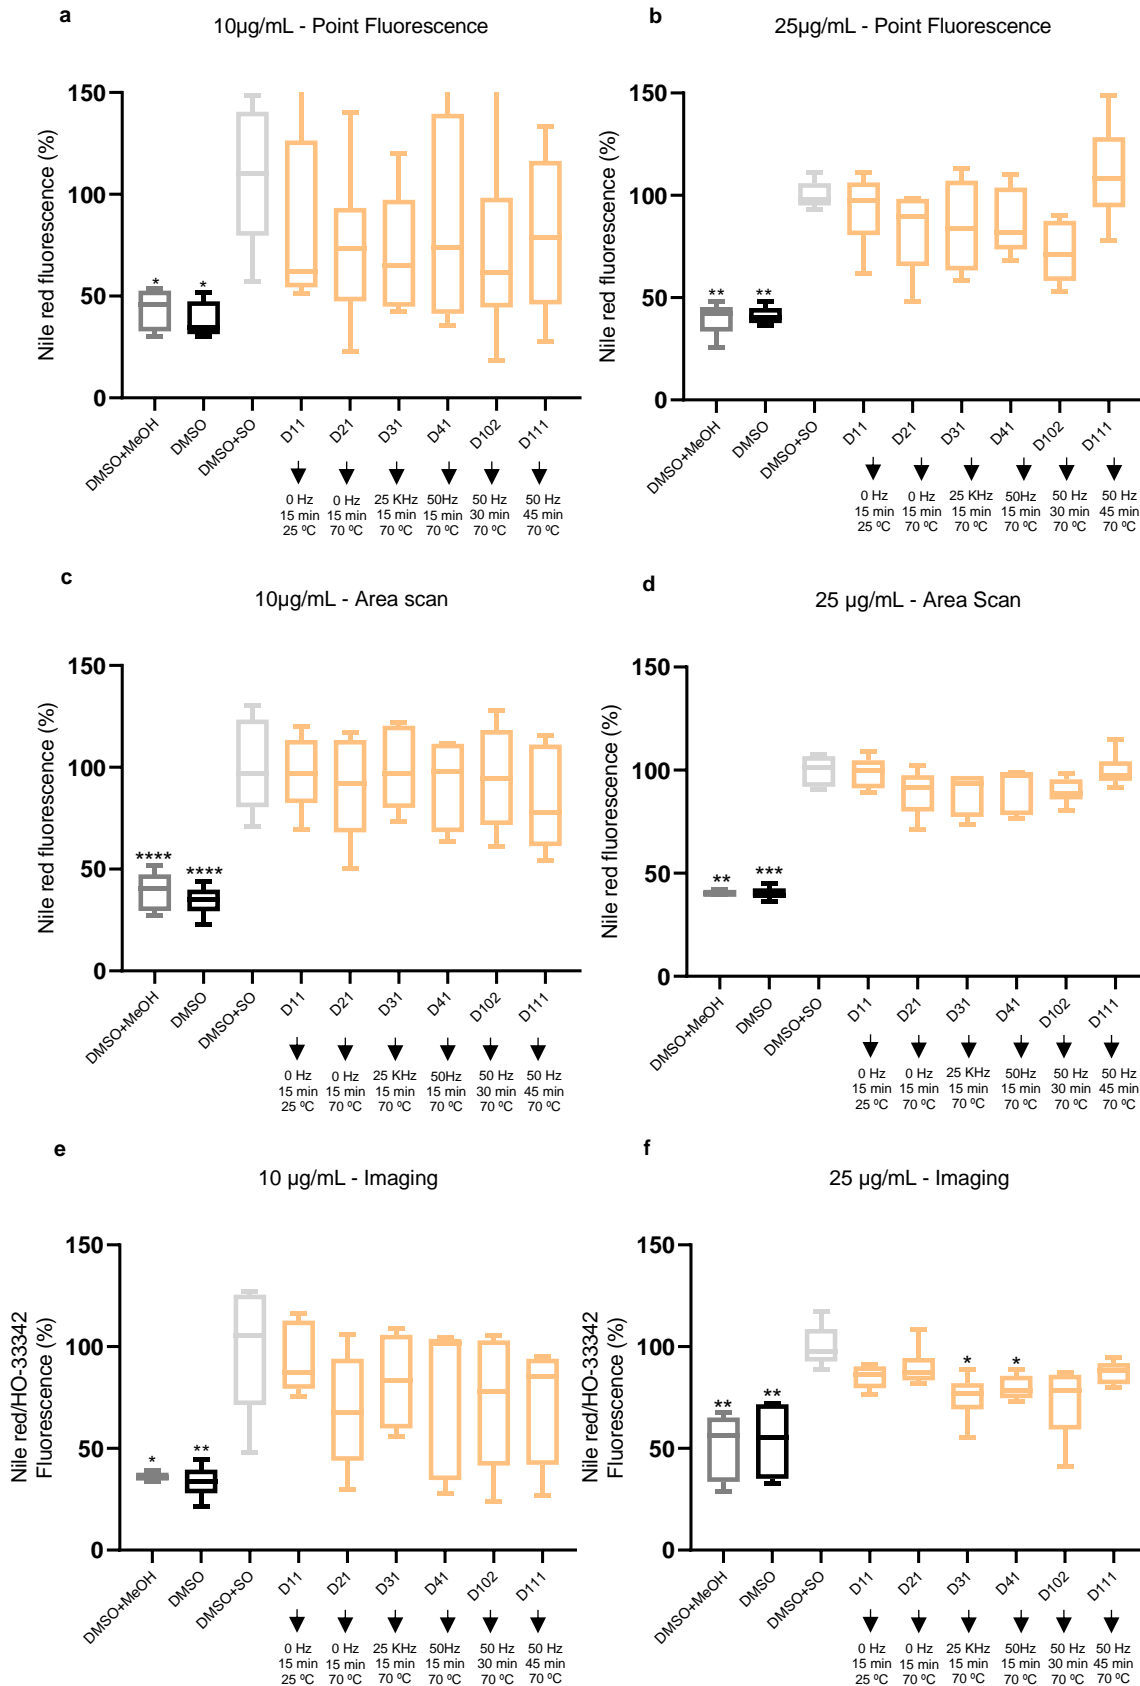 a
10µg/mL - Point Fluorescence
Nile red fluorescence (%)
150
100
50
0
*
*
DMSO+MeOH
DMSO
DMSO+SO
D11
D21
D31
D41
D102
D111
0 Hz 0 Hz 25 KHz 50Hz 50 Hz 50 Hz
15 min 15 min 15 min 15 min 30 min 45 min
25 ºC 70 ºC 70 ºC 70 ºC 70 ºC 70 ºC
b
25µg/mL - Point Fluorescence
Nile red fluorescence (%)
150
100
50
0
**
**
DMSO+MeOH
DMSO
DMSO+SO
D11
D21
D31
D41
D102
D111
0 Hz 0 Hz 25 KHz 50Hz 50 Hz 50 Hz
15 min 15 min 15 min 15 min 30 min 45 min
25 ºC 70 ºC 70 ºC 70 ºC 70 ºC 70 ºC
c
10µg/mL - Area scan
Nile red fluorescence (%)
150
100
50
0
****
****
DMSO+MeOH
DMSO
DMSO+SO
D11
D21
D31
D41
D102
D111
0 Hz 0 Hz 25 KHz 50Hz 50 Hz 50 Hz
15 min 15 min 15 min 15 min 30 min 45 min
25 ºC 70 ºC 70 ºC 70 ºC 70 ºC 70 ºC
d
25 µg/mL - Area Scan
Nile red fluorescence (%)
150
100
50
0
**
***
DMSO+MeOH
DMSO
DMSO+SO
D11
D21
D31
D41
D102
D111
0 Hz 0 Hz 25 KHz 50Hz 50 Hz 50 Hz
15 min 15 min 15 min 15 min 30 min 45 min
25 ºC 70 ºC 70 ºC 70 ºC 70 ºC 70 ºC
e
10 µg/mL - Imaging
Nile red/HO-33342
Fluorescence (%)
150
100
50
0
*
**
DMSO+MeOH
DMSO
DMSO+SO
D11
D21
D31
D41
D102
D111
0 Hz 0 Hz 25 KHz 50Hz 50 Hz 50 Hz
15 min 15 min 15 min 15 min 30 min 45 min
25 ºC 70 ºC 70 ºC 70 ºC 70 ºC 70 ºC
f
25 µg/mL - Imaging
Nile red/HO-33342
Fluorescence (%)
150
100
50
0
**
**
*
*
DMSO+MeOH
DMSO
DMSO+SO
D11
D21
D31
D41
D102
D111
0 Hz 0 Hz 25 KHz 50Hz 50 Hz 50 Hz
15 min 15 min 15 min 15 min 30 min 45 min
25 ºC 70 ºC 70 ºC 70 ºC 70 ºC 70 ºC